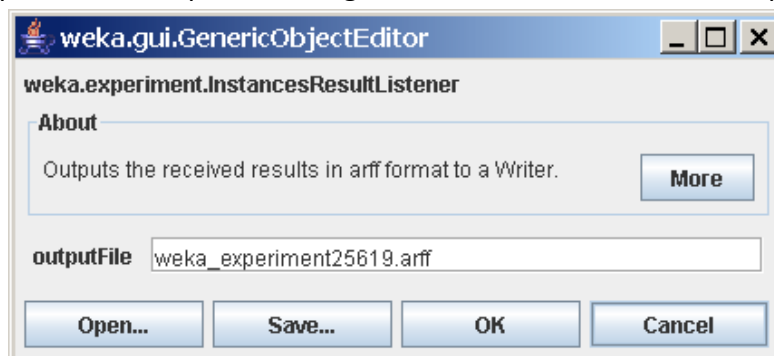 weka.gui.GenericObjectEditor
weka.experiment.InstancesResultListener
About
Outputs the received results in arff format to a Writer.
More
outputFile weka_experiment25619.arff
Open... Save... OK Cancel